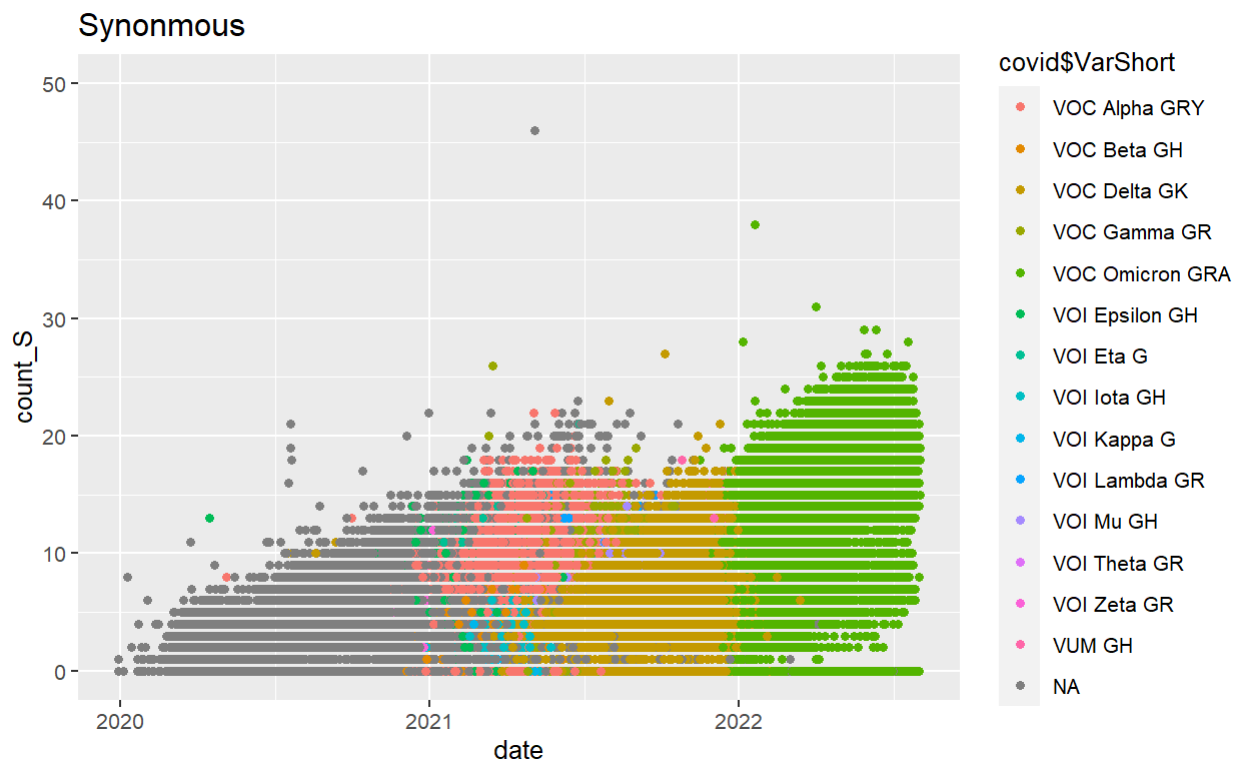 Synonmous
count_S
50
40
30
20
10
0
2020
2021
2022
date
covid$VarShort
VOC Alpha GRY
VOC Beta GH
VOC Delta GK
VOC Gamma GR
VOC Omicron GRA
VOI Epsilon GH
VOI Eta G
VOI Iota GH
VOI Kappa G
VOI Lambda GR
VOI Mu GH
VOI Theta GR
VOI Zeta GR
VUM GH
NA